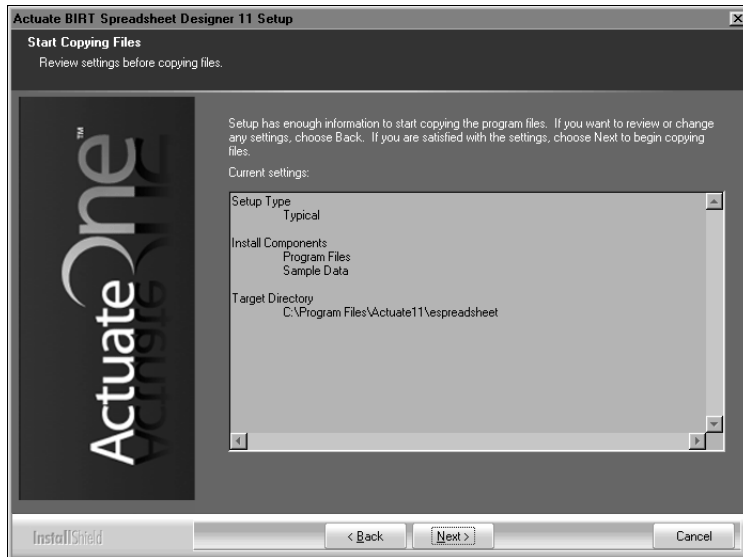 Actuate BIRT Spreadsheet Designer 11 Setup
Start Copying Files
Review settings before copying files.
ActuateOne™
Setup has enough information to start copying the program files. If you want to review or change
any settings, choose Back. If you are satisfied with the settings, choose Next to begin copying
files.
Current settings:
Setup Type
Typical
Install Components
Program Files
Sample Data
Target Directory
C:\Program Files\Actuate11\espreadsheet
InstallShield
< Back
Next >
Cancel